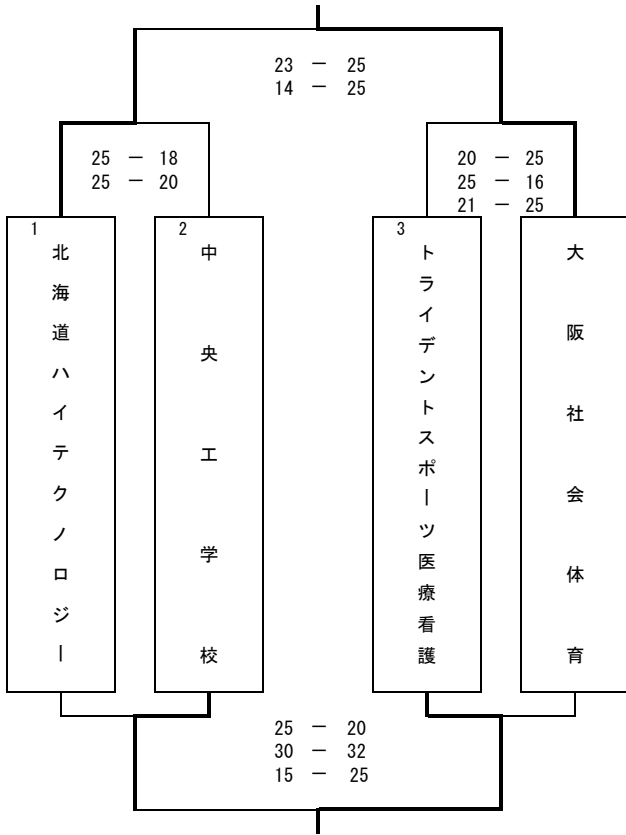 23 － 25
14 － 25
25 － 18
25 － 20
20 － 25
25 － 16
21 － 25
1
北海道ハイテクノロジー
2
中央工学校
3
トライデントスポーツ医療看護
大阪社会体育
25 － 20
30 － 32
15 － 25